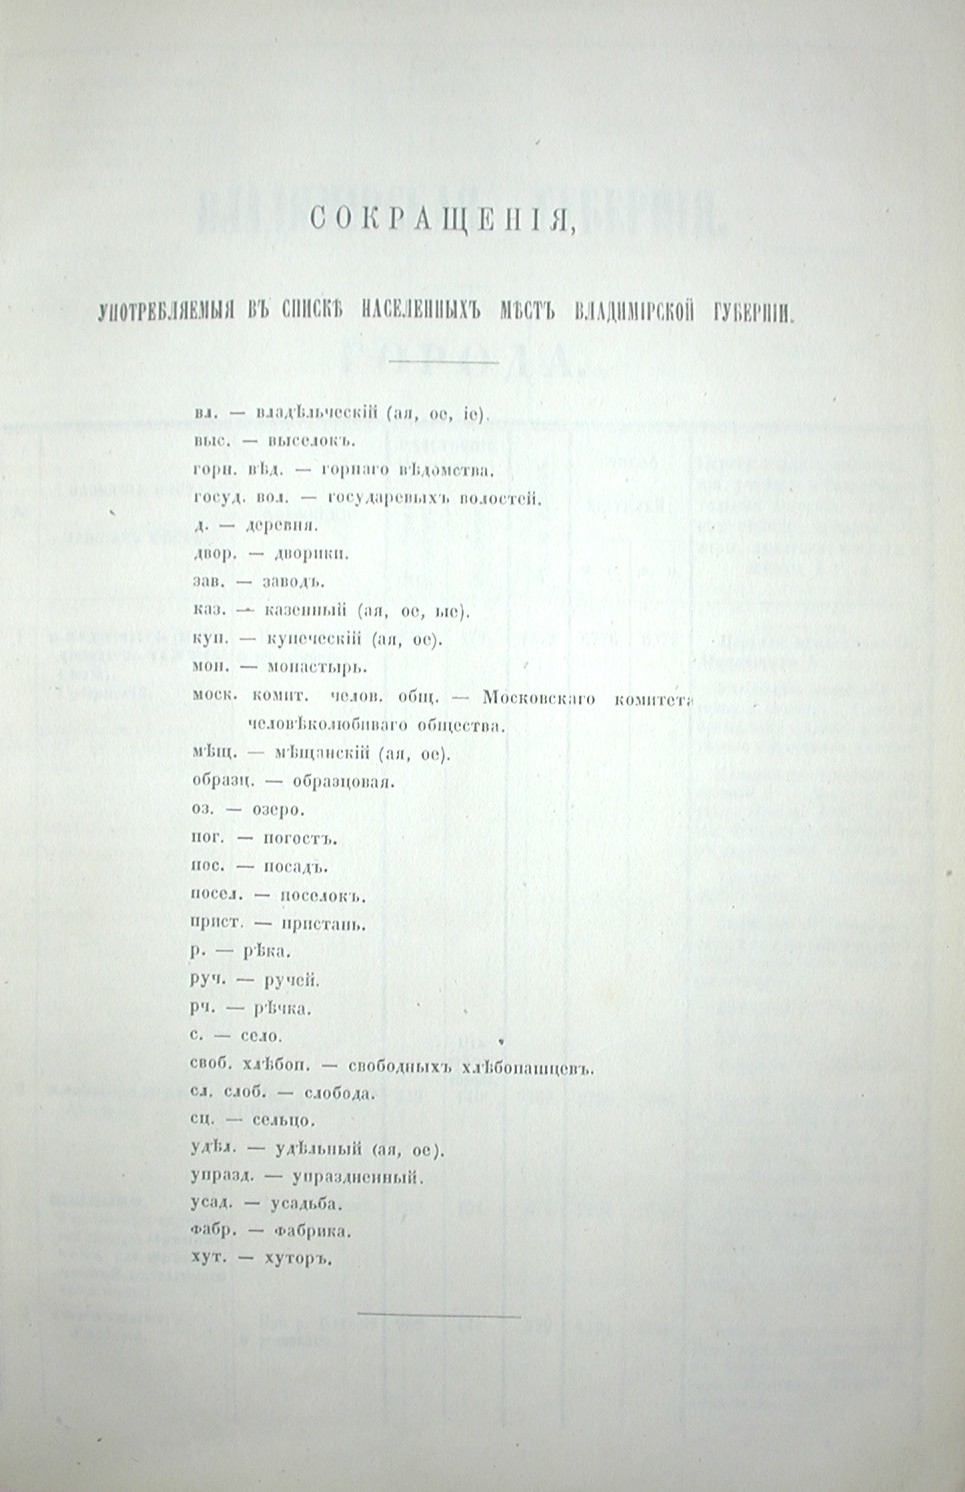 СОКРАЩЕНІЯ,
УПОТРЕБЛЯЕМЫЯ ВЪ СПИСКѢ НАСЕЛЕННЫХЪ МѢСТЪ ВЛАДИМІРСКОЙ ГУБЕРНІИ.
вл. — владѣльческій (ая, ое, іе).
выс. — выселокъ.
горн. вѣд. — горнаго вѣдомства.
госуд. вол. — государевыхъ волостей.
д. — деревня.
двор. — дворики.
зав. — заводъ.
каз. — казенный (ая, ое, ые).
куп. — купеческій (ая, ое).
мон. — монастырь.
моск. комит. челов. общ. — Московскаго комитета
человѣколюбиваго общества.
мѣщ. — мѣщанскій (ая, ое).
образц. — образцовая.
оз. — озеро.
пог. — погостъ.
пос. — посадъ.
посел. — поселокъ.
прист. — пристань.
р. — рѣка.
руч. — ручей.
рч. — рѣчка.
с. — село.
своб. хлѣбоп. — свободныхъ хлѣбопашцевъ.
сл. слоб. — слобода.
сц. — сельцо.
удѣл. — удѣльный (ая, ое).
упразд. — упраздненный.
усад. — усадьба.
фабр. — фабрика.
хут. — хуторъ.